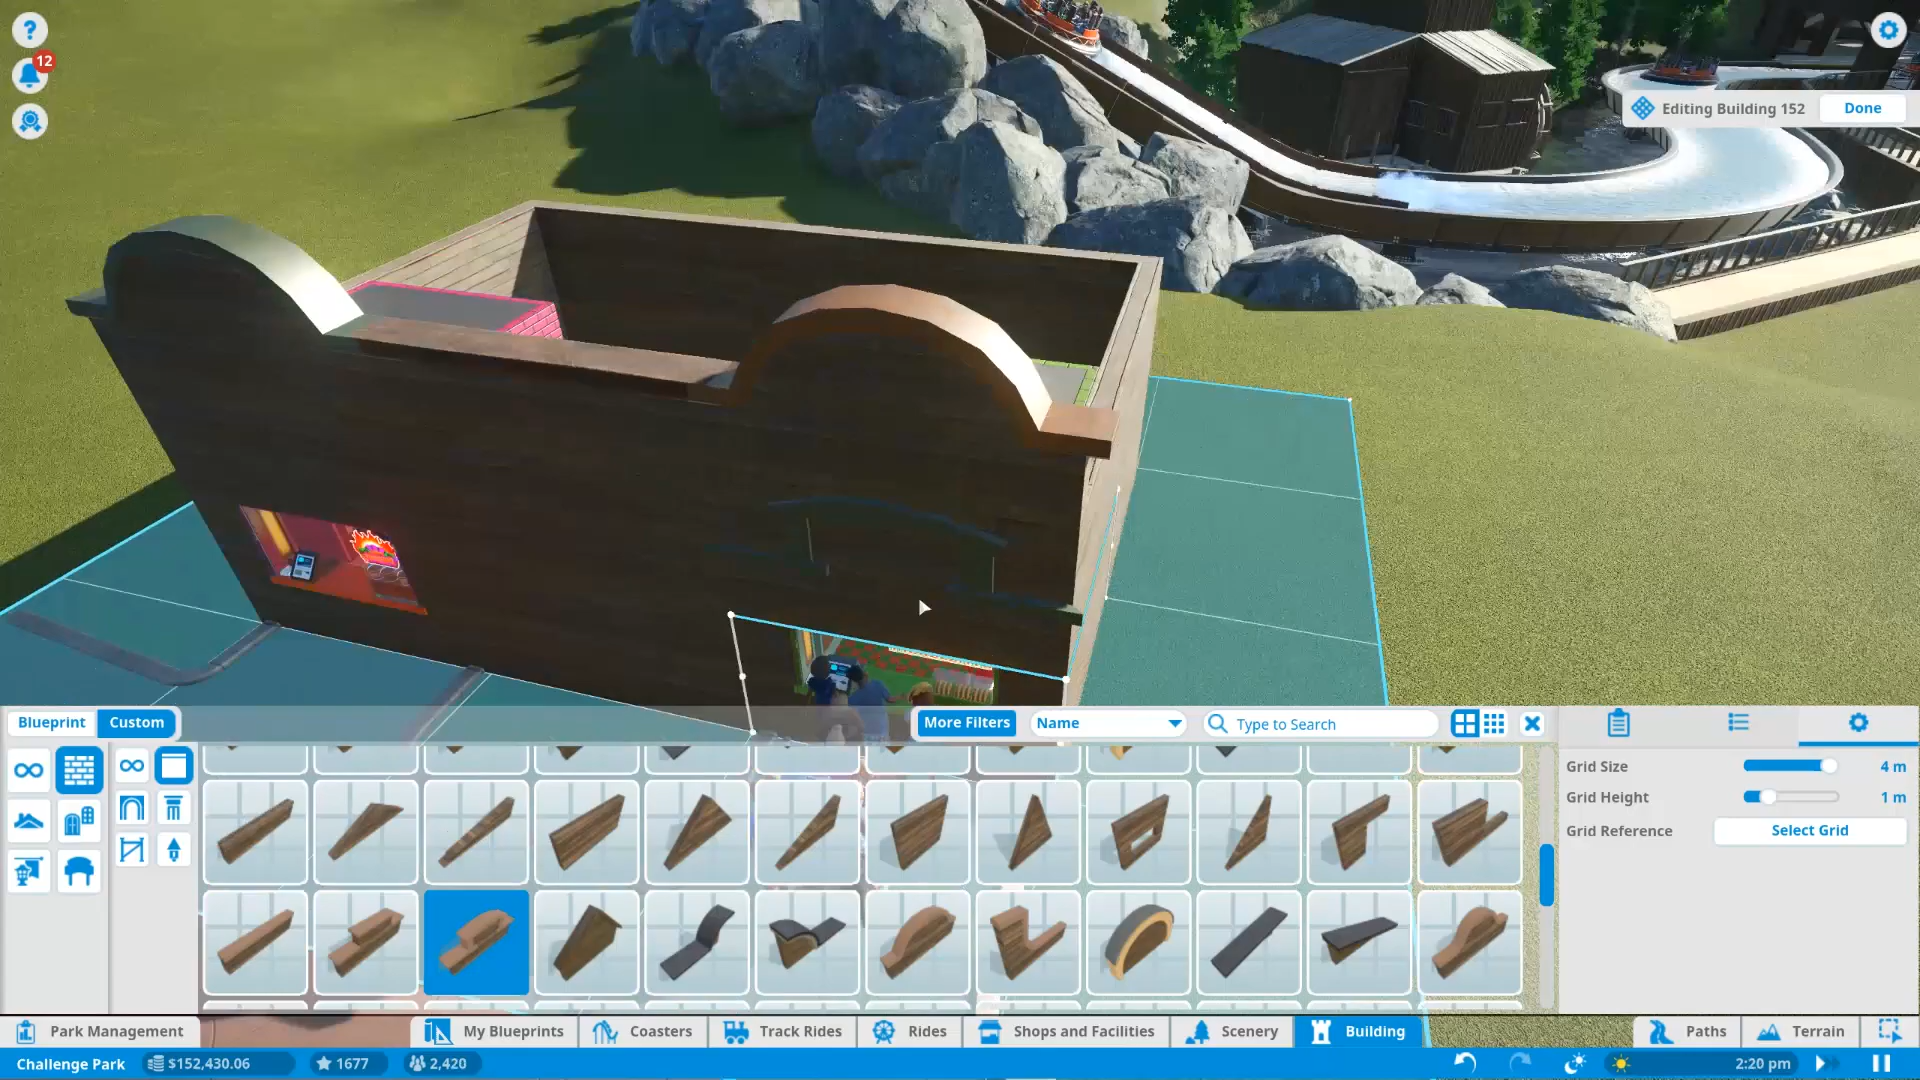 ?
12
Editing Building 152
Done
Blueprint
Custom
More Filters
Name
Type to Search
Grid Size
4 m
Grid Height
1 m
Grid Reference
Select Grid
Park Management
My Blueprints
Coasters
Track Rides
Rides
Shops and Facilities
Scenery
Building
Paths
Terrain
Challenge Park
$152,430.06
1677
2,420
2:20 pm